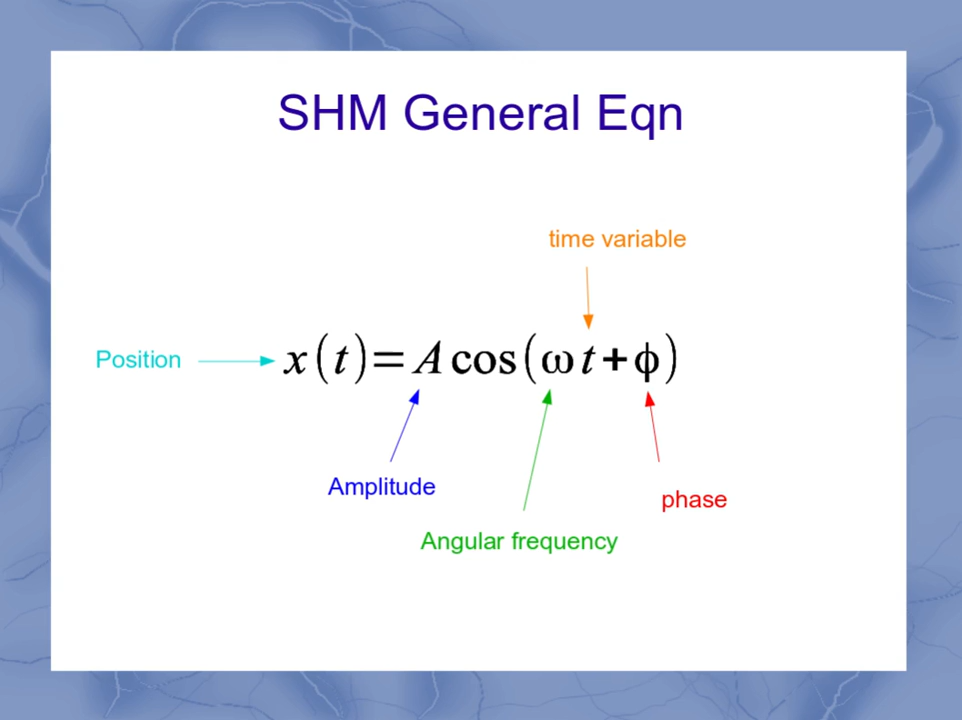 SHM General Eqn
time variable
Position
x(t)=A cos(ωt+ϕ)
Amplitude
phase
Angular frequency